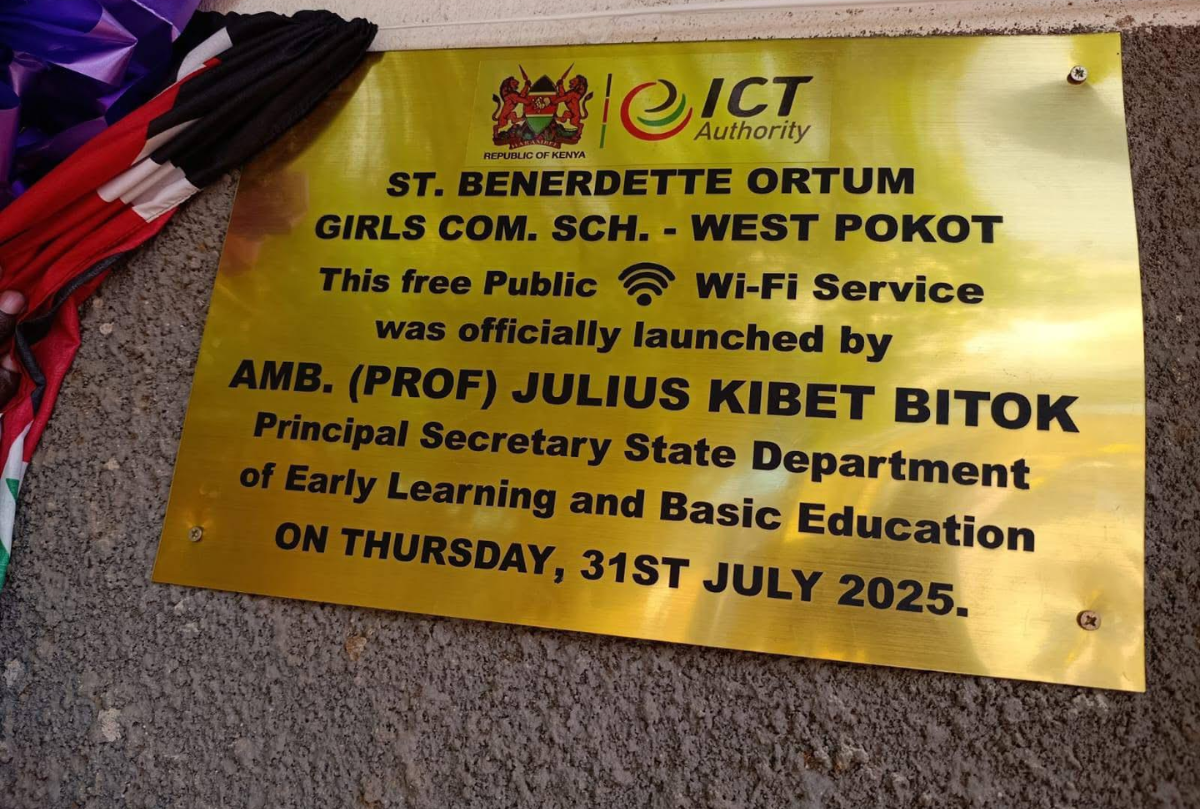 REPUBLIC OF KENYA
ICT
Authority
ST. BENERDETTE ORTUM
GIRLS COM. SCH. - WEST POKOT
This free Public Wi-Fi Service
was officially launched by
AMB. (PROF) JULIUS KIBET BITOK
Principal Secretary State Department
of Early Learning and Basic Education
ON THURSDAY, 31ST JULY 2025.